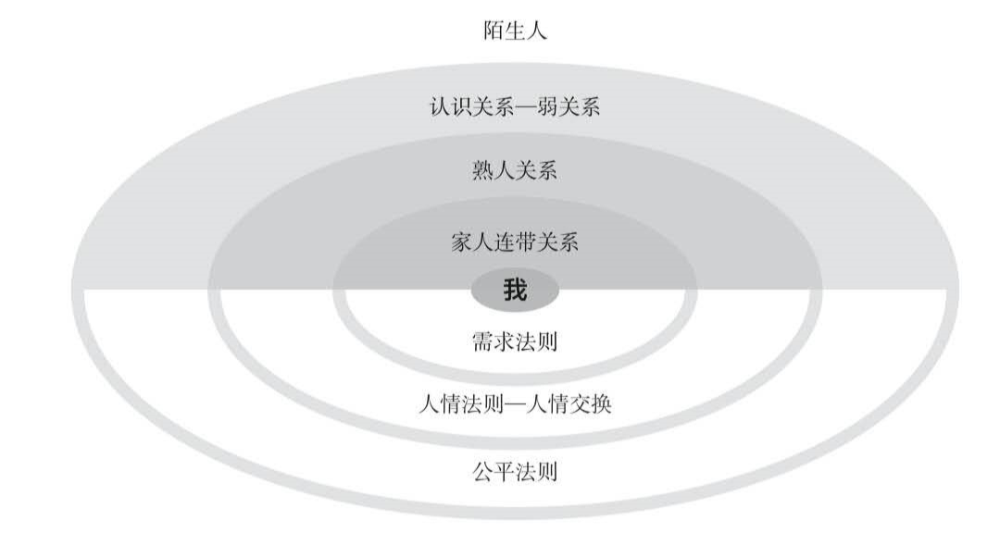 陌生人
认识关系—弱关系
熟人关系
家人连带关系
我
需求法则
人情法则—人情交换
公平法则